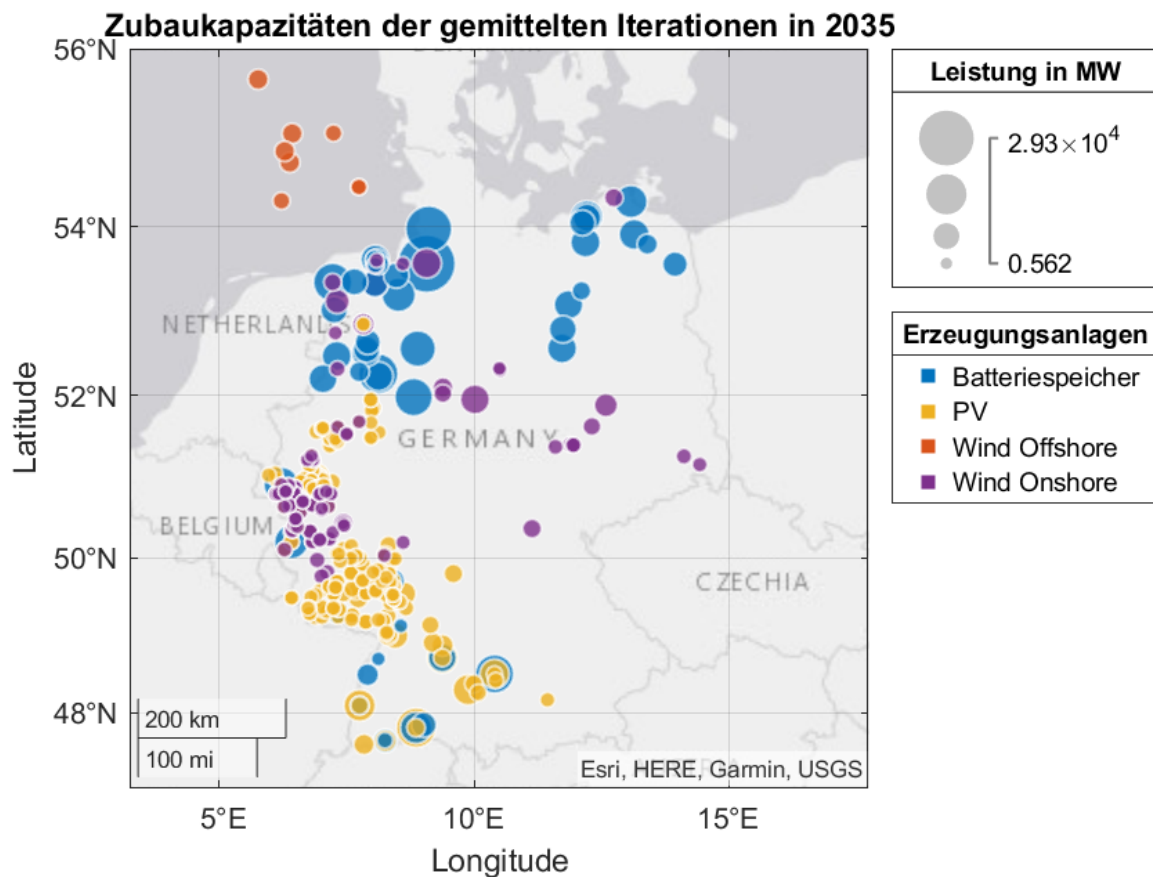 Zubaukapazitäten der gemittelten Iterationen in 2035
56°N
54°N
52°N
50°N
48°N
Latitude
NETHERLANDS
GERMANY
BELGIUM
CZECHIA
200 km
100 mi
Esri, HERE, Garmin, USGS
5°E
10°E
15°E
Longitude
Leistung in MW
2.93×10⁴
0.562
Erzeugungsanlagen
Batteriespeicher
PV
Wind Offshore
Wind Onshore